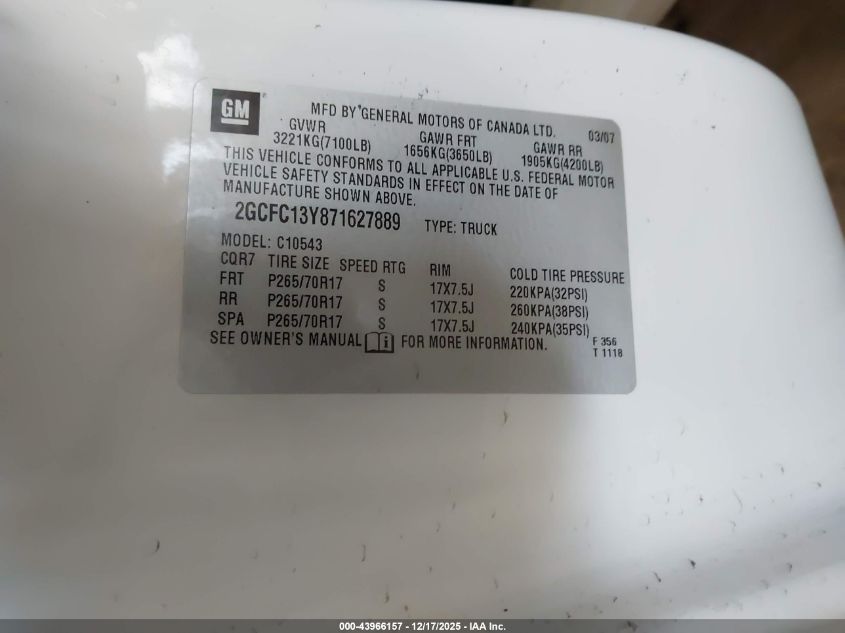 GM
MFD BY GENERAL MOTORS OF CANADA LTD. 03/07
GVWR GAWR FRT GAWR RR
3221KG(7100LB) 1656KG(3650LB) 1905KG(4200LB)
THIS VEHICLE CONFORMS TO ALL APPLICABLE U.S. FEDERAL MOTOR
VEHICLE SAFETY STANDARDS IN EFFECT ON THE DATE OF
MANUFACTURE SHOWN ABOVE.
2GCFC13Y871627889 TYPE: TRUCK
MODEL: C10543
CQR7 TIRE SIZE SPEED RTG RIM COLD TIRE PRESSURE
FRT P265/70R17 S 17X7.5J 220KPA(32PSI)
RR P265/70R17 S 17X7.5J 260KPA(38PSI)
SPA P265/70R17 S 17X7.5J 240KPA(35PSI)
SEE OWNER'S MANUAL i FOR MORE INFORMATION. F 356
T 1118
000-43966157 - 12/17/2025 - IAA Inc.